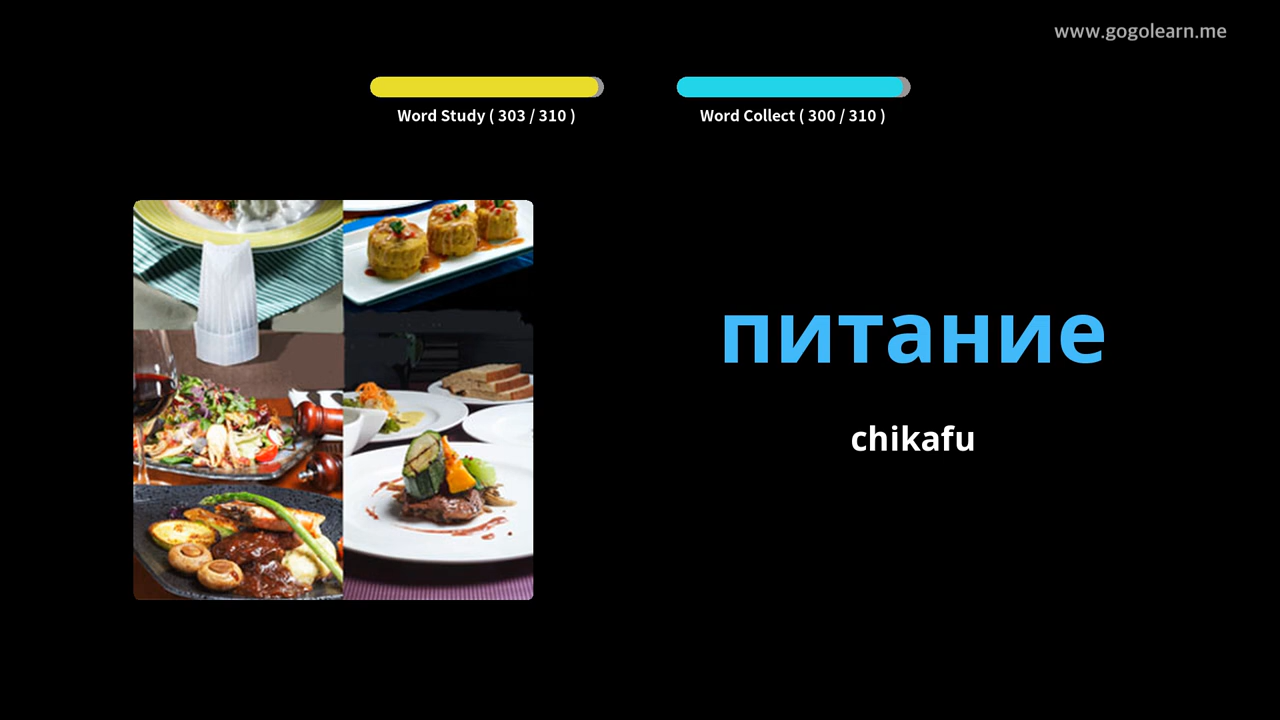 www.gogolearn.me
Word Study ( 303 / 310 )
Word Collect ( 300 / 310 )
питание
chikafu